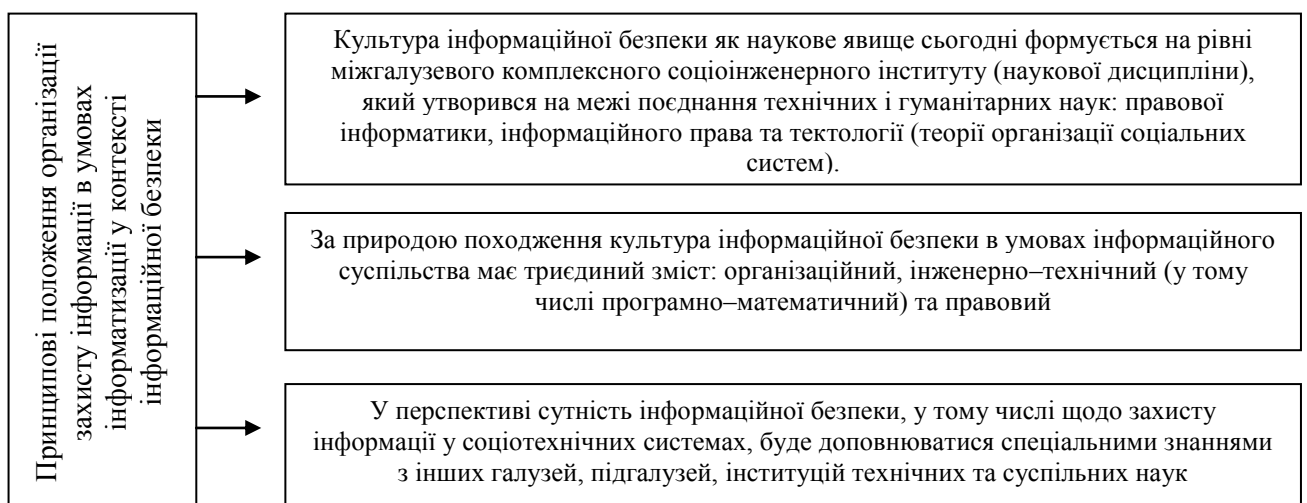 Принципові положення організації
захисту інформації в умовах
інформатизації у контексті
інформаційної безпеки
Культура інформаційної безпеки як наукове явище сьогодні формується на рівні
міжгалузевого комплексного соціоінженерного інституту (наукової дисципліни),
який утворився на межі поєднання технічних і гуманітарних наук: правової
інформатики, інформаційного права та тектології (теорії організації соціальних
систем).
За природою походження культура інформаційної безпеки в умовах інформаційного
суспільства має триєдиний зміст: організаційний, інженерно–технічний (у тому
числі програмно–математичний) та правовий
У перспективі сутність інформаційної безпеки, у тому числі щодо захисту
інформації у соціотехнічних системах, буде доповнюватися спеціальними знаннями
з інших галузей, підгалузей, інституцій технічних та суспільних наук